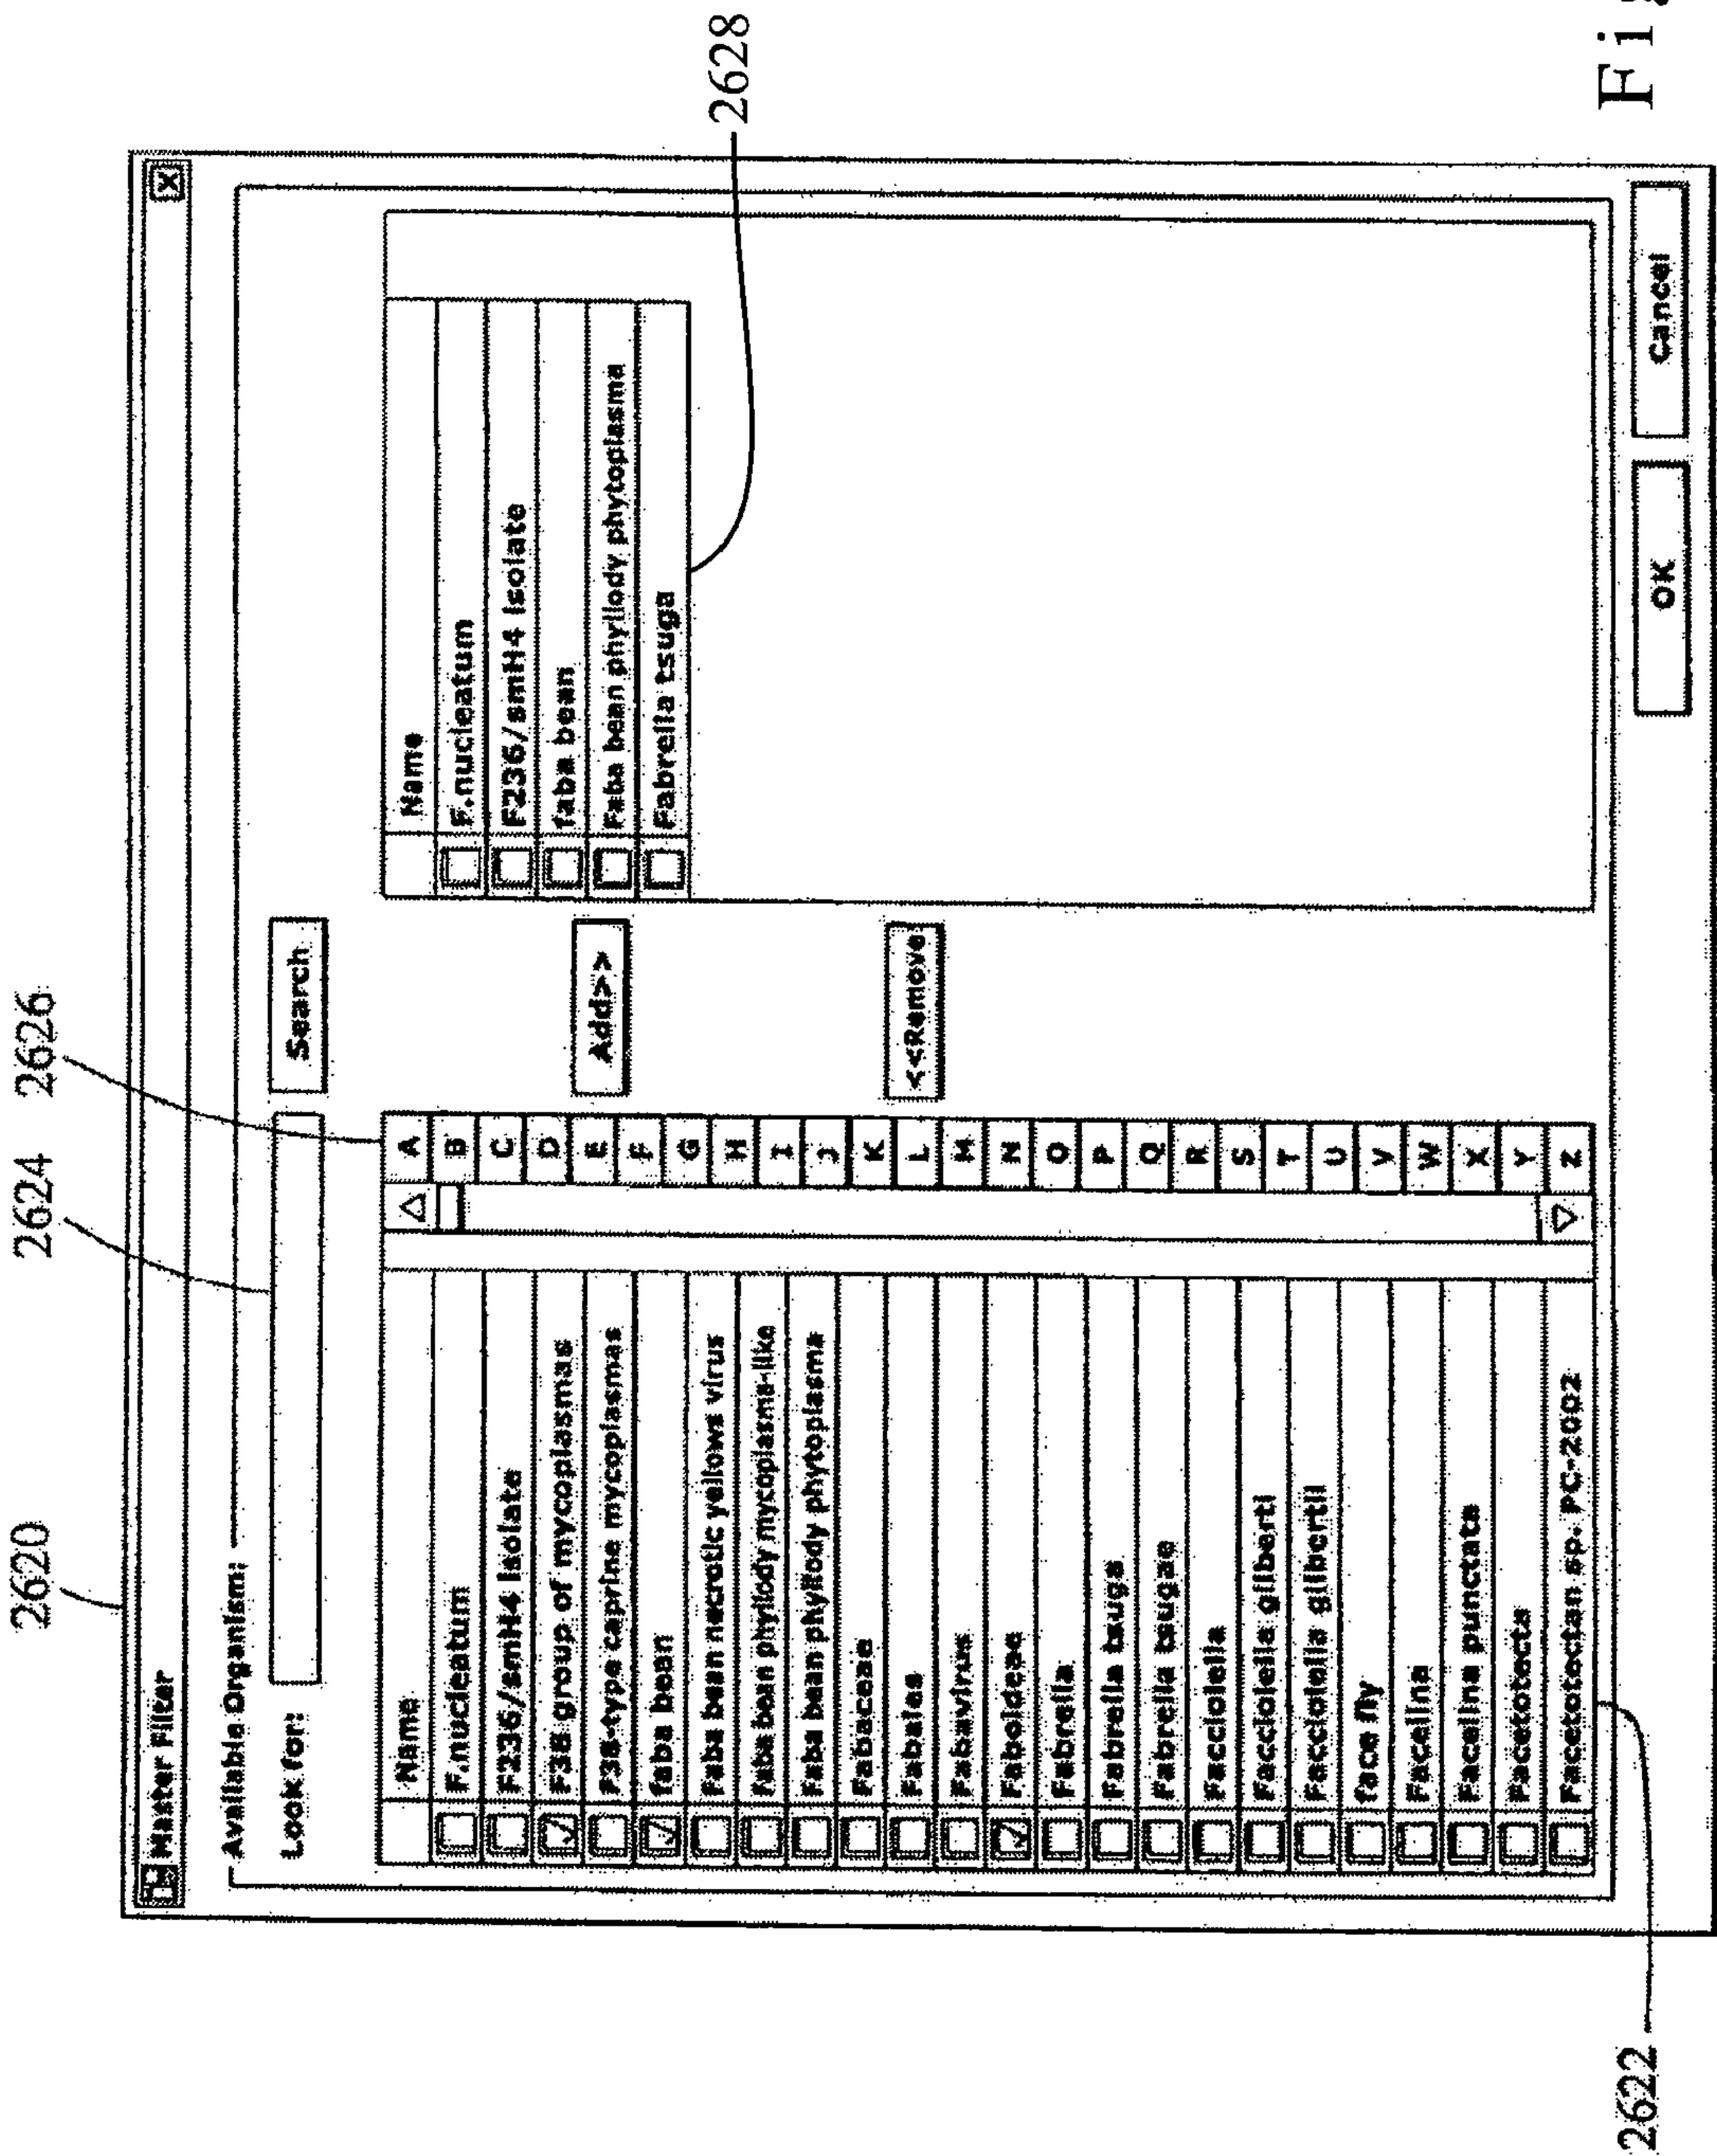 2620
2624
2626
Master Filter
X
Available Organism:
Look for:
Search
Name
F.nucleatum
F236/smH4 isolate
F38 group of mycoplasmas
F38-type caprine mycoplasmas
faba bean
Faba bean necrotic yellows virus
Faba bean phyllody mycoplasma-like
Faba bean phyllody phytoplasma
Fabaceae
Fabales
Fabavirus
Faboideae
Fabrella
Fabrella tsuga
Fabrella tsugae
Facciolella
Facciolella gilberti
Facciolella gilbertii
face fly
Facelina
Facelina punctata
Facetotecta
Facetotectan sp. PC-2002
A
B
C
D
E
F
G
H
I
J
K
L
M
N
O
P
Q
R
S
T
U
V
W
X
Y
Z
Add>>
<<Remove
Name
F.nucleatum
F236/smH4 isolate
faba bean
Faba bean phyllody phytoplasma
Fabrella tsuga
2628
OK
Cancel
2622
Fig